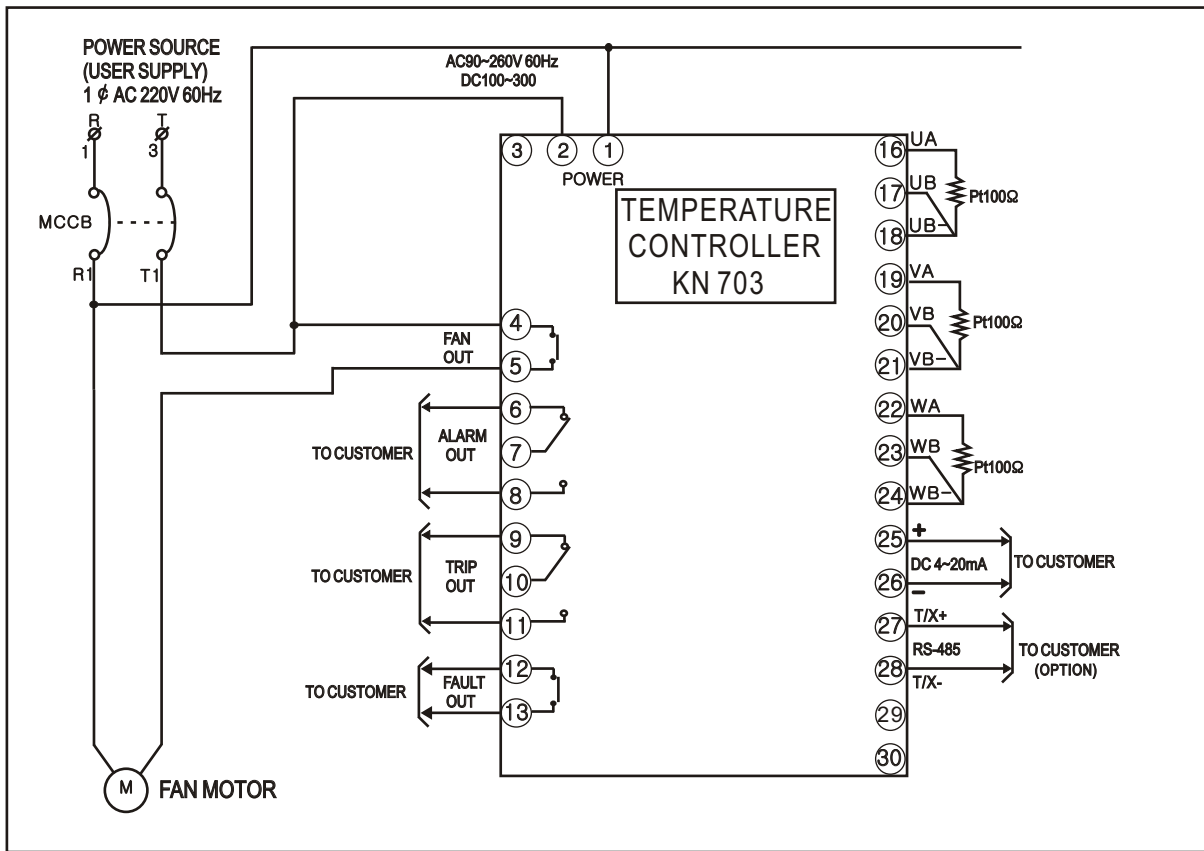 POWER SOURCE
(USER SUPPLY)
1 ⌀ AC 220V 60Hz
R
T
1
3
MCCB
R1
T1
AC90~260V 60Hz
DC100~300
3
2
1
POWER
TEMPERATURE
CONTROLLER
KN 703
4
FAN
OUT
5
6
ALARM
OUT
TO CUSTOMER
7
8
9
TRIP
OUT
TO CUSTOMER
10
11
12
FAULT
OUT
TO CUSTOMER
13
M
FAN MOTOR
16
UA
17
UB
Pt100Ω
18
UB-
19
VA
20
VB
Pt100Ω
21
VB-
22
WA
23
WB
Pt100Ω
24
WB-
25
+
DC 4~20mA
TO CUSTOMER
26
-
27
T/X+
RS-485
TO CUSTOMER
(OPTION)
28
T/X-
29
30